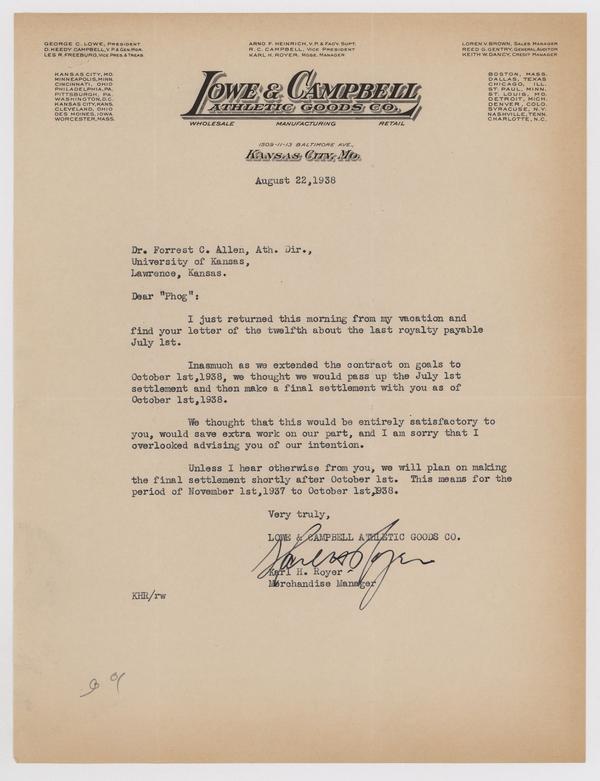 GEORGE C. LOWE, PRESIDENT
D. HEEDY CAMPBELL, V.P. & GEN. MGR.
LES R. FREEBURG, VICE PRES. & TREAS.
ARNO F. HEINRICH, V.P. & FACY. SUPT.
R.C. CAMPBELL, VICE PRESIDENT
KARL H. ROYER, MDSE. MANAGER
LOREN V. BROWN, SALES MANAGER
REED S. GENTRY, GENERAL AUDITOR
KEITH W. DANCY, CREDIT MANAGER
KANSAS CITY, MO.
MINNEAPOLIS, MINN.
CINCINNATI, OHIO
PHILADELPHIA, PA.
PITTSBURGH, PA.
WASHINGTON, D.C.
KANSAS CITY, KANS.
CLEVELAND, OHIO
DES MOINES, IOWA
WORCESTER, MASS.
LOWE & CAMPBELL
ATHLETIC GOODS CO.
WHOLESALE MANUFACTURING RETAIL
BOSTON, MASS.
DALLAS, TEXAS
CHICAGO, ILL.
ST. PAUL, MINN.
ST. LOUIS, MO.
DETROIT, MICH.
DENVER, COLO.
SYRACUSE, N.Y.
NASHVILLE, TENN.
CHARLOTTE, N.C.
1509-11-13 BALTIMORE AVE.,
KANSAS CITY, MO.
August 22,1938
Dr. Forrest C. Allen, Ath. Dir.,
University of Kansas,
Lawrence, Kansas.
Dear "Phog":
I just returned this morning from my vacation and
find your letter of the twelfth about the last royalty payable
July 1st.
Inasmuch as we extended the contract on goals to
October 1st,1938, we thought we would pass up the July 1st
settlement and then make a final settlement with you as of
October 1st,1938.
We thought that this would be entirely satisfactory to
you, would save extra work on our part, and I am sorry that I
overlooked advising you of our intention.
Unless I hear otherwise from you, we will plan on making
the final settlement shortly after October 1st. This means for the
period of November 1st,1937 to October 1st,1938.
Very truly,
LOWE & CAMPBELL ATHLETIC GOODS CO.
Karl H. Royer
Karl H. Royer
Merchandise Manager
KHR/rw